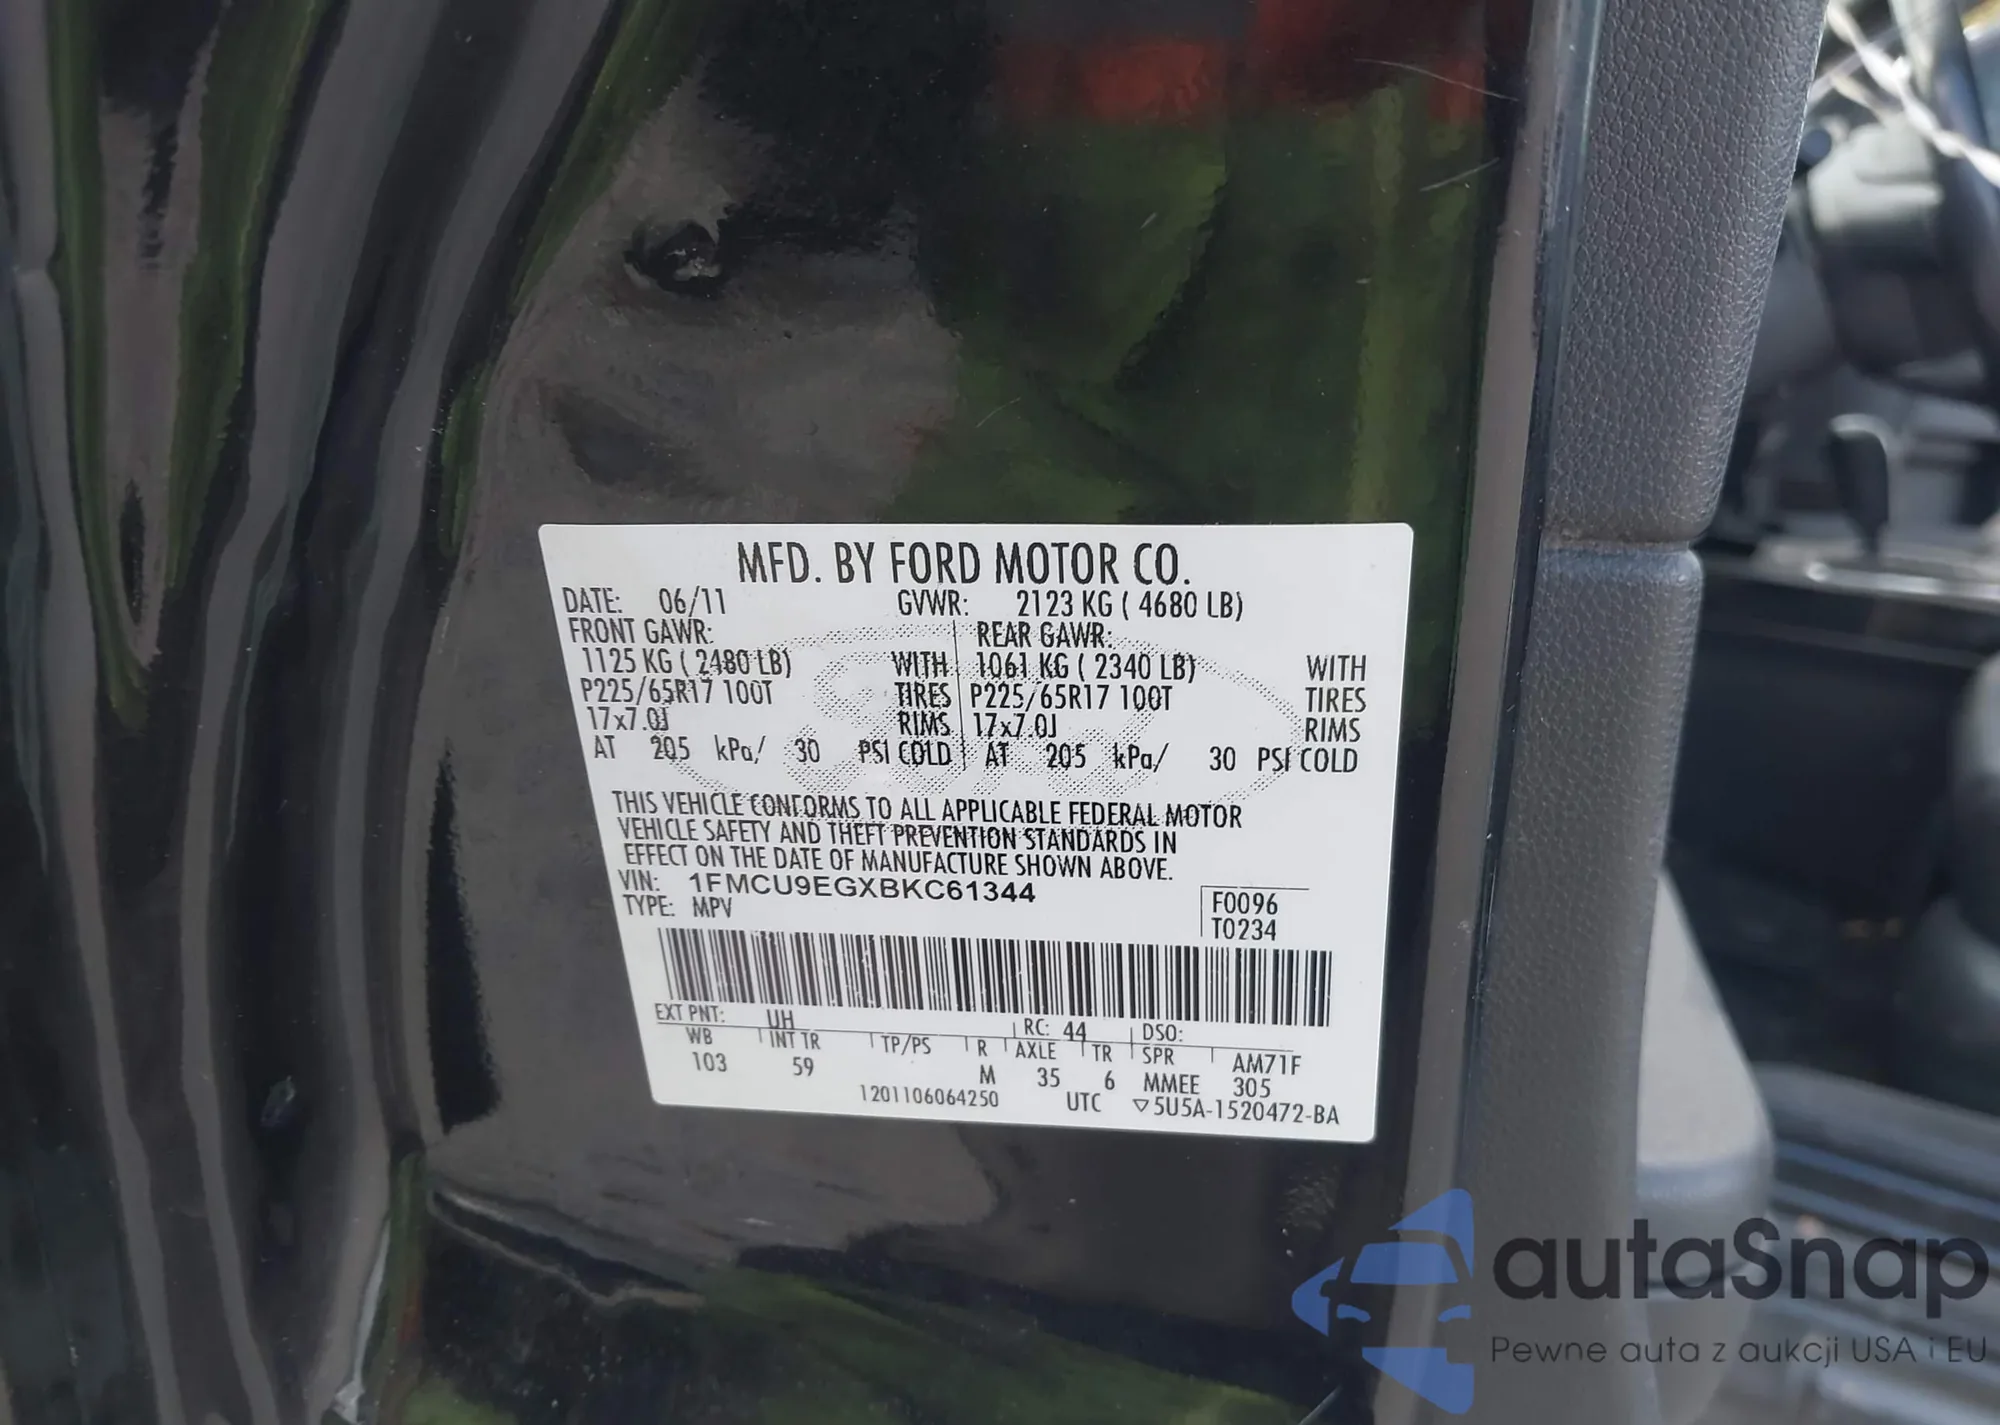 MFD. BY FORD MOTOR CO.
DATE: 06/11 GVWR: 2123 KG ( 4680 LB)
FRONT GAWR: REAR GAWR:
1125 KG ( 2480 LB) WITH 1061 KG ( 2340 LB) WITH
P225/65R17 100T TIRES P225/65R17 100T TIRES
17x7.0J RIMS 17x7.0J RIMS
AT 205 kPa/ 30 PSI COLD AT 205 kPa/ 30 PSI COLD
THIS VEHICLE CONFORMS TO ALL APPLICABLE FEDERAL MOTOR
VEHICLE SAFETY AND THEFT PREVENTION STANDARDS IN
EFFECT ON THE DATE OF MANUFACTURE SHOWN ABOVE.
VIN: 1FMCU9EGXBKC61344
TYPE: MPV
F0096
T0234
EXT PNT: UH RC: 44 DSO:
WB INT TR TP/PS R AXLE TR SPR AM71F
103 59 M 35 6 MMEE 305
1201106064250 UTC ▽5U5A-1520472-BA
autaSnap
Pewne auta z aukcji USA i EU